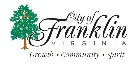 City of
Franklin
VIRGINIA
Growth • Community • Spirit